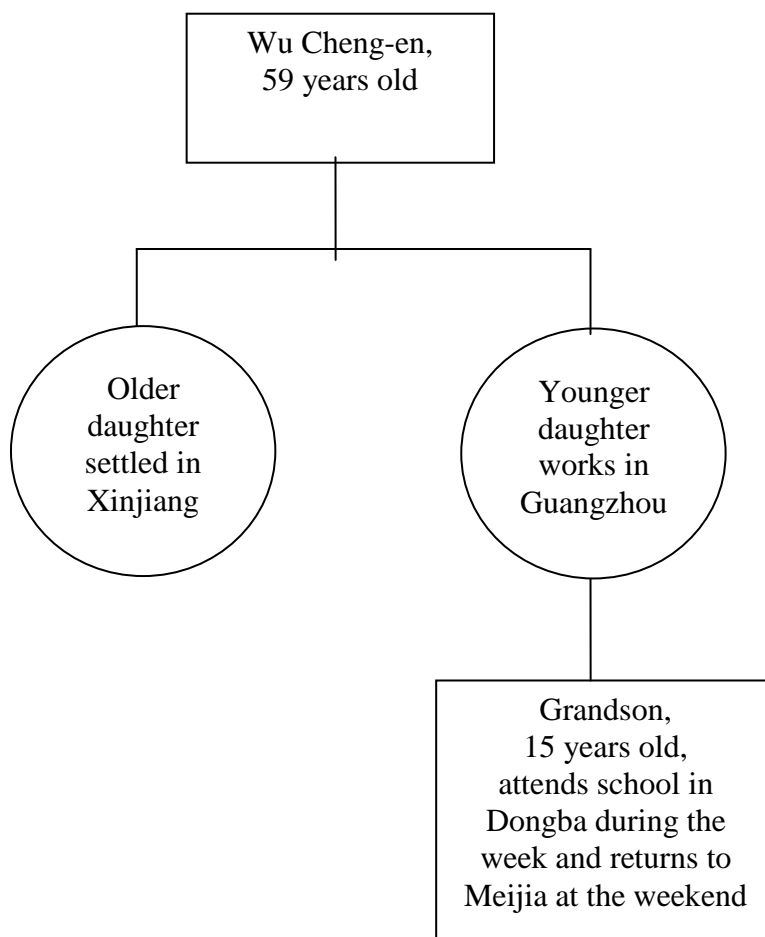 Wu Cheng-en,
59 years old
Older
daughter
settled in
Xinjiang
Younger
daughter
works in
Guangzhou
Grandson,
15 years old,
attends school in
Dongba during the
week and returns to
Meijia at the weekend